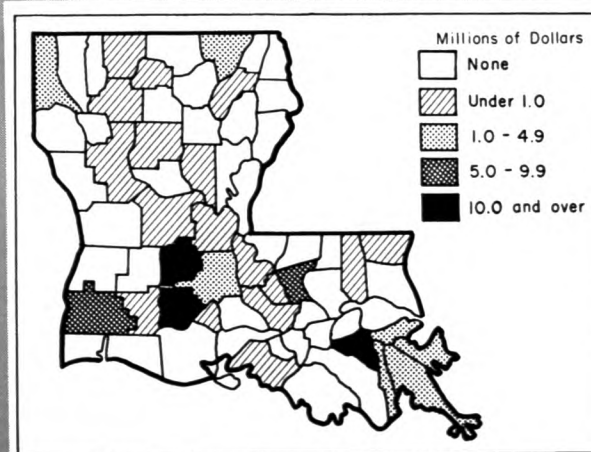 Millions of Dollars
None
Under 1.0
1.0 - 4.9
5.0 - 9.9
10.0 and over